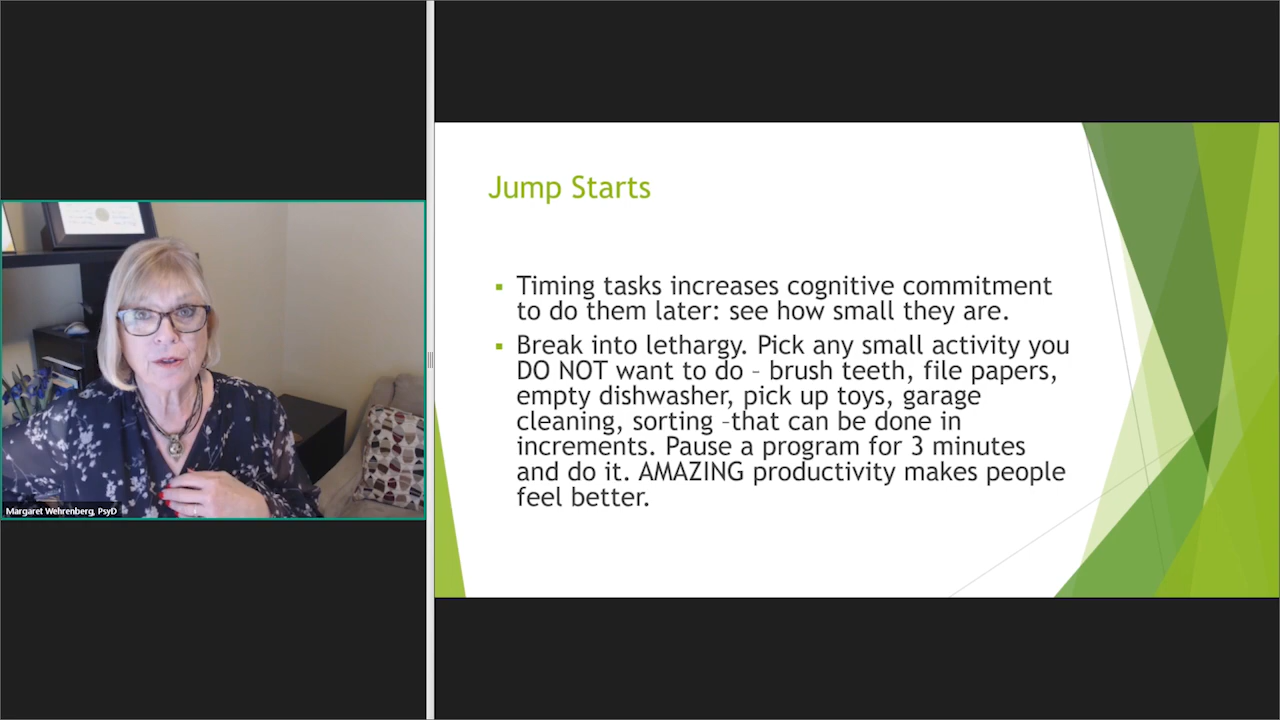 Jump Starts
Timing tasks increases cognitive commitment
to do them later: see how small they are.
Break into lethargy. Pick any small activity you
DO NOT want to do – brush teeth, file papers,
empty dishwasher, pick up toys, garage
cleaning, sorting –that can be done in
increments. Pause a program for 3 minutes
and do it. AMAZING productivity makes people
feel better.
Margaret Wehrenberg, PsyD